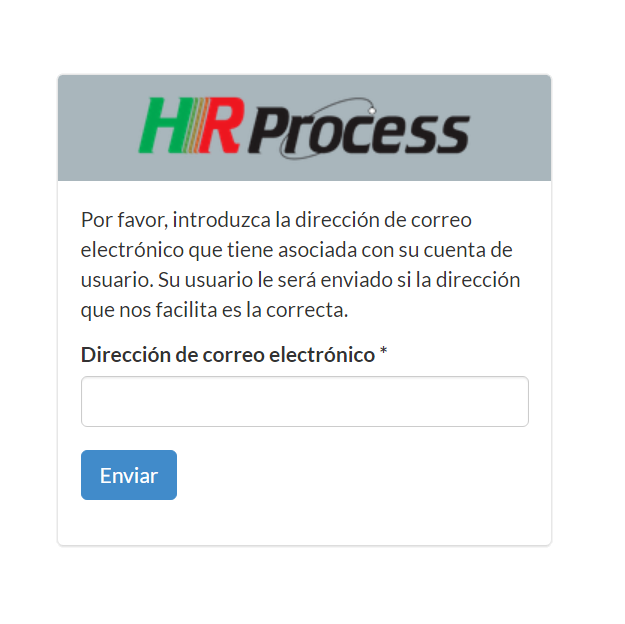 HR Process
Por favor, introduzca la dirección de correo
electrónico que tiene asociada con su cuenta de
usuario. Su usuario le será enviado si la dirección
que nos facilita es la correcta.
Dirección de correo electrónico *
Enviar